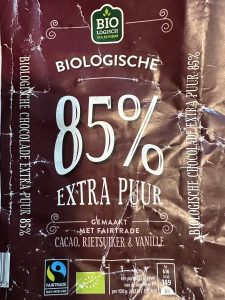 BIO
LOGISCH
BIOLOGISCHE
85%
EXTRA PUUR
GEMAAKT
MET FAIRTRADE
CACAO, RIETSUIKER & VANILLE
BIOLOGISCHE CHOCOLADE EXTRA PUUR 85%
BIOLOGISCHE CHOCOLADE EXTRA PUUR 85%
FAIRTRADE
149